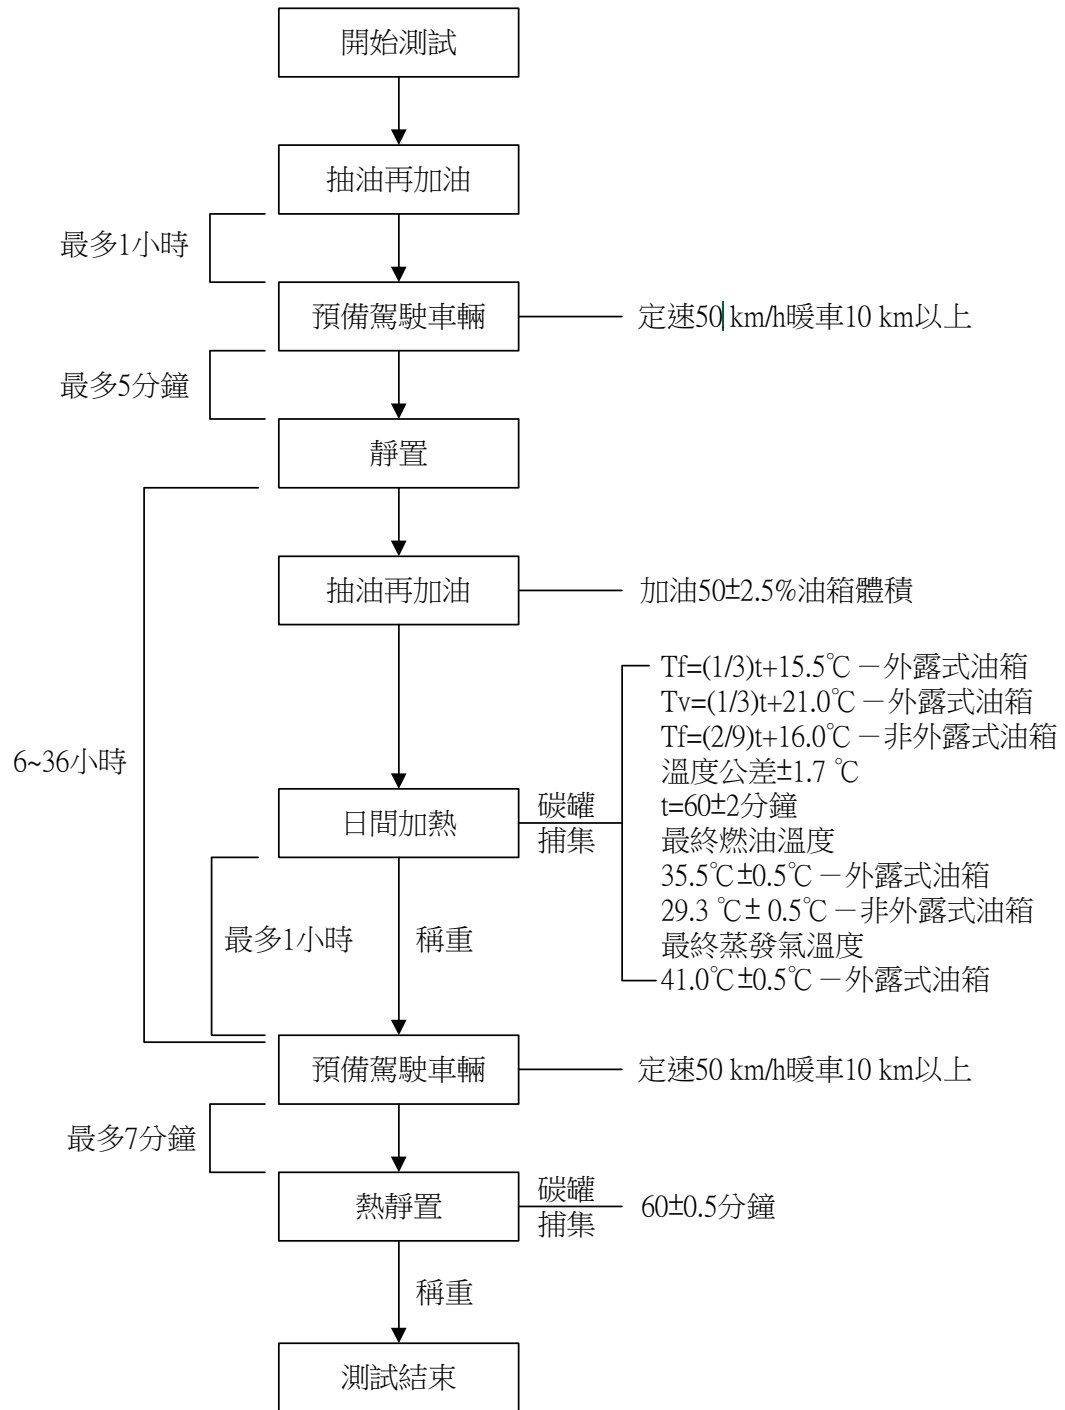 開始測試
抽油再加油
最多1小時
預備駕駛車輛
定速50 km/h暖車10 km以上
最多5分鐘
靜置
抽油再加油
加油50±2.5%油箱體積
6~36小時
日間加熱
碳罐
捕集
Tf=(1/3)t+15.5℃－外露式油箱
Tv=(1/3)t+21.0℃－外露式油箱
Tf=(2/9)t+16.0℃－非外露式油箱
溫度公差±1.7 ℃
t=60±2分鐘
最終燃油溫度
35.5℃±0.5℃－外露式油箱
29.3 ℃± 0.5℃－非外露式油箱
最終蒸發氣溫度
41.0℃±0.5℃－外露式油箱
最多1小時
稱重
預備駕駛車輛
定速50 km/h暖車10 km以上
最多7分鐘
熱靜置
碳罐
捕集
60±0.5分鐘
稱重
測試結束